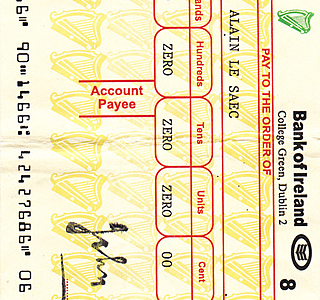 Bank of Ireland
College Green, Dublin 2
8
PAY TO THE ORDER OF
ALAIN LE SAEC
Hundreds Tens Units Cent
ZERO ZERO ZERO 00
Account
Payee
John